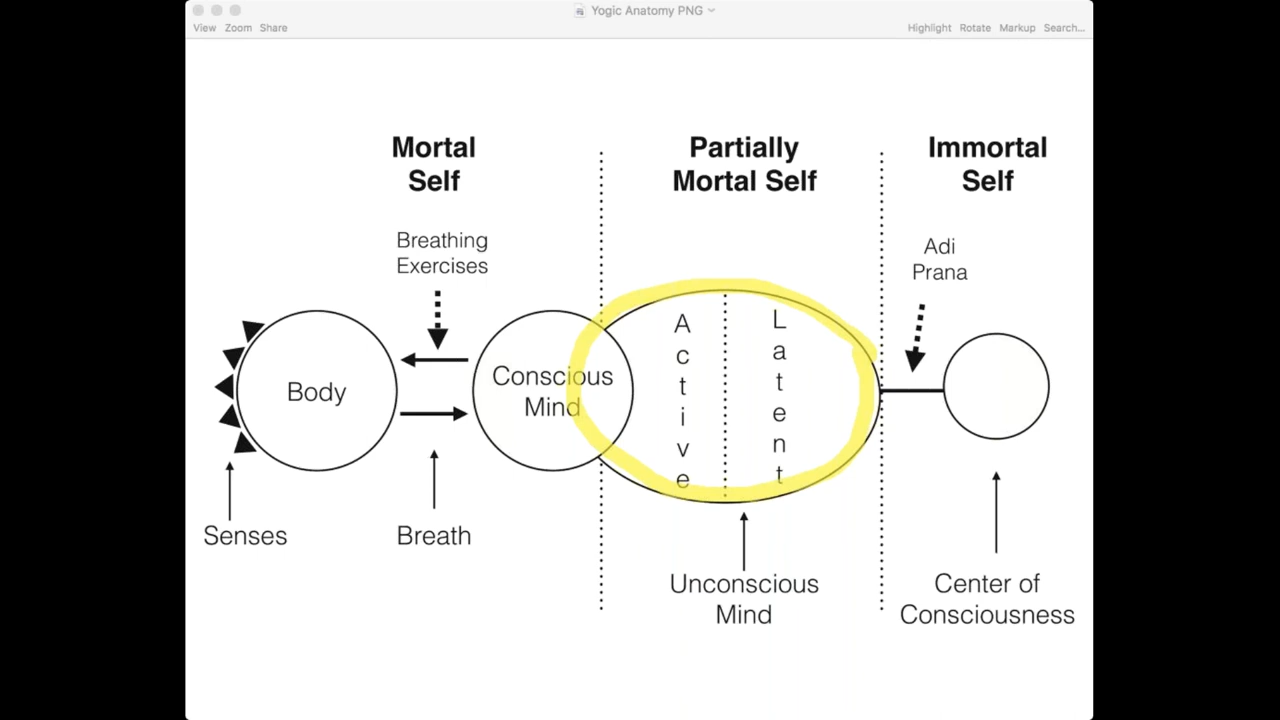 Yogic Anatomy PNG
View Zoom Share
Highlight Rotate Markup Search...
Mortal
Self
Partially
Mortal Self
Immortal
Self
Breathing
Exercises
Adi
Prana
Body
Conscious
Mind
Active
Latent
Senses
Breath
Unconscious
Mind
Center of
Consciousness